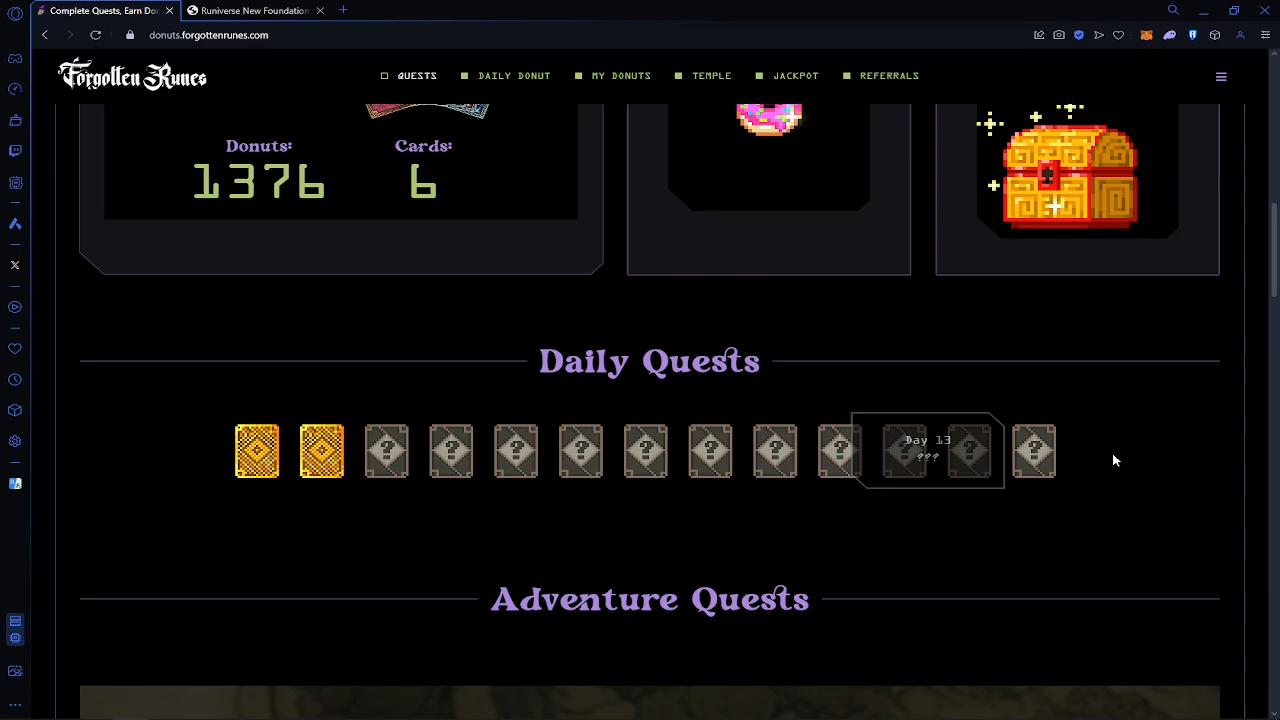 Complete Quests, Earn Dor
Runiverse New Foundation
donuts.forgottenrunes.com
Forgotten Runes
QUESTS
DAILY DONUT
MY DONUTS
TEMPLE
JACKPOT
REFERRALS
Donuts:
Cards:
1376
6
Daily Quests
? ? ? ? ? ? ? ? ? ? ?
Day 13
???
Adventure Quests